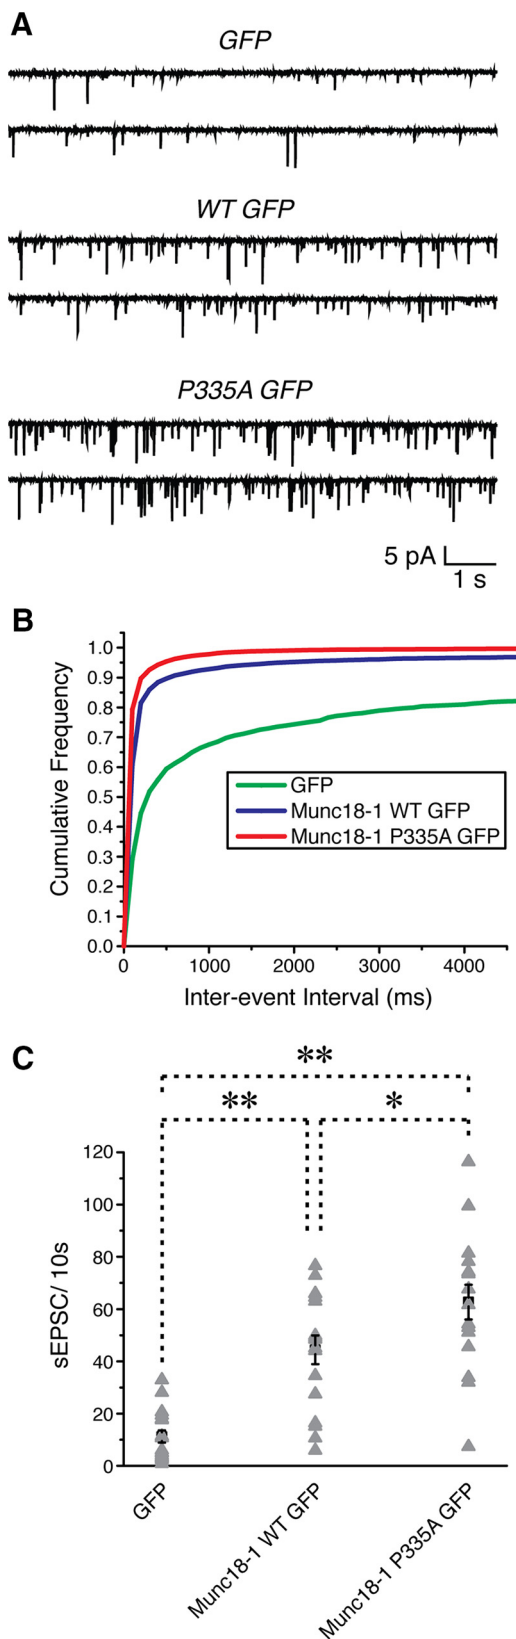 A
GFP
WT GFP
P335A GFP
5 pA
1 s
B
Cumulative Frequency
1.0
0.9
0.8
0.7
0.6
0.5
0.4
0.3
0.2
0.1
0.0
GFP
Munc18-1 WT GFP
Munc18-1 P335A GFP
0 1000 2000 3000 4000
Inter-event Interval (ms)
C
**
** *
sEPSC/ 10s
120
100
80
60
40
20
0
GFP
Munc18-1 WT GFP
Munc18-1 P335A GFP